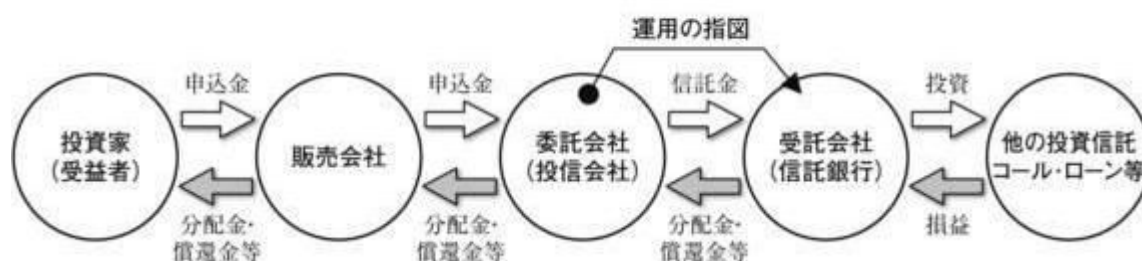 運用の指図
申込金
申込金
信託金
投資
投資家
(受益者)
販売会社
委託会社
(投信会社)
受託会社
(信託銀行)
他の投資信託
コール・ローン等
分配金・
償還金等
分配金・
償還金等
分配金・
償還金等
損益